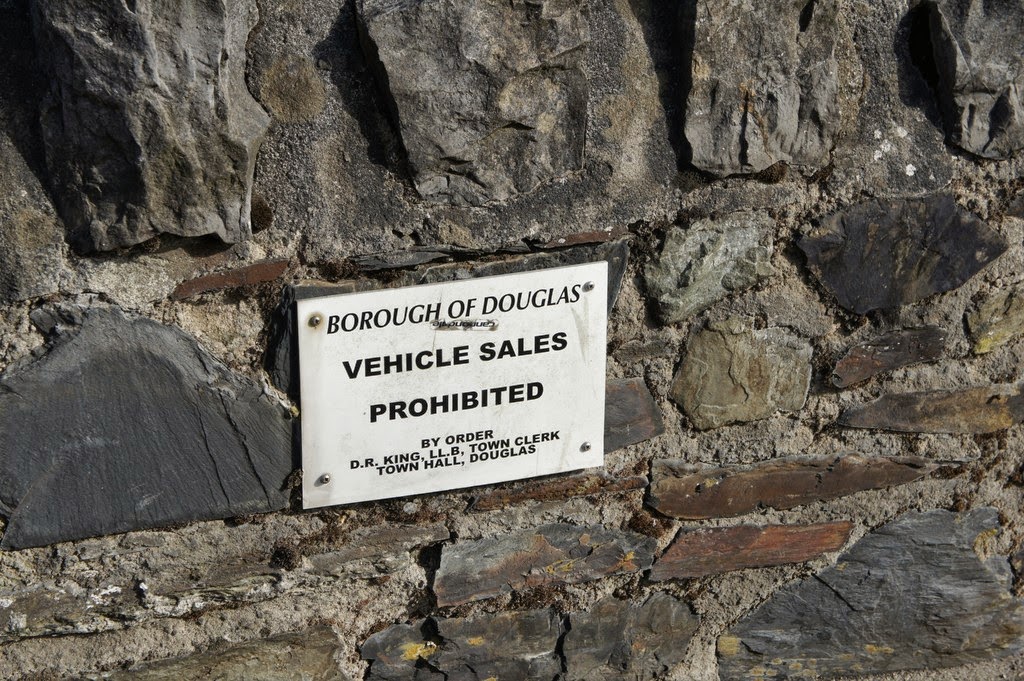 BOROUGH OF DOUGLAS
VEHICLE SALES
PROHIBITED
BY ORDER
D.R. KING, LL.B, TOWN CLERK
TOWN HALL, DOUGLAS